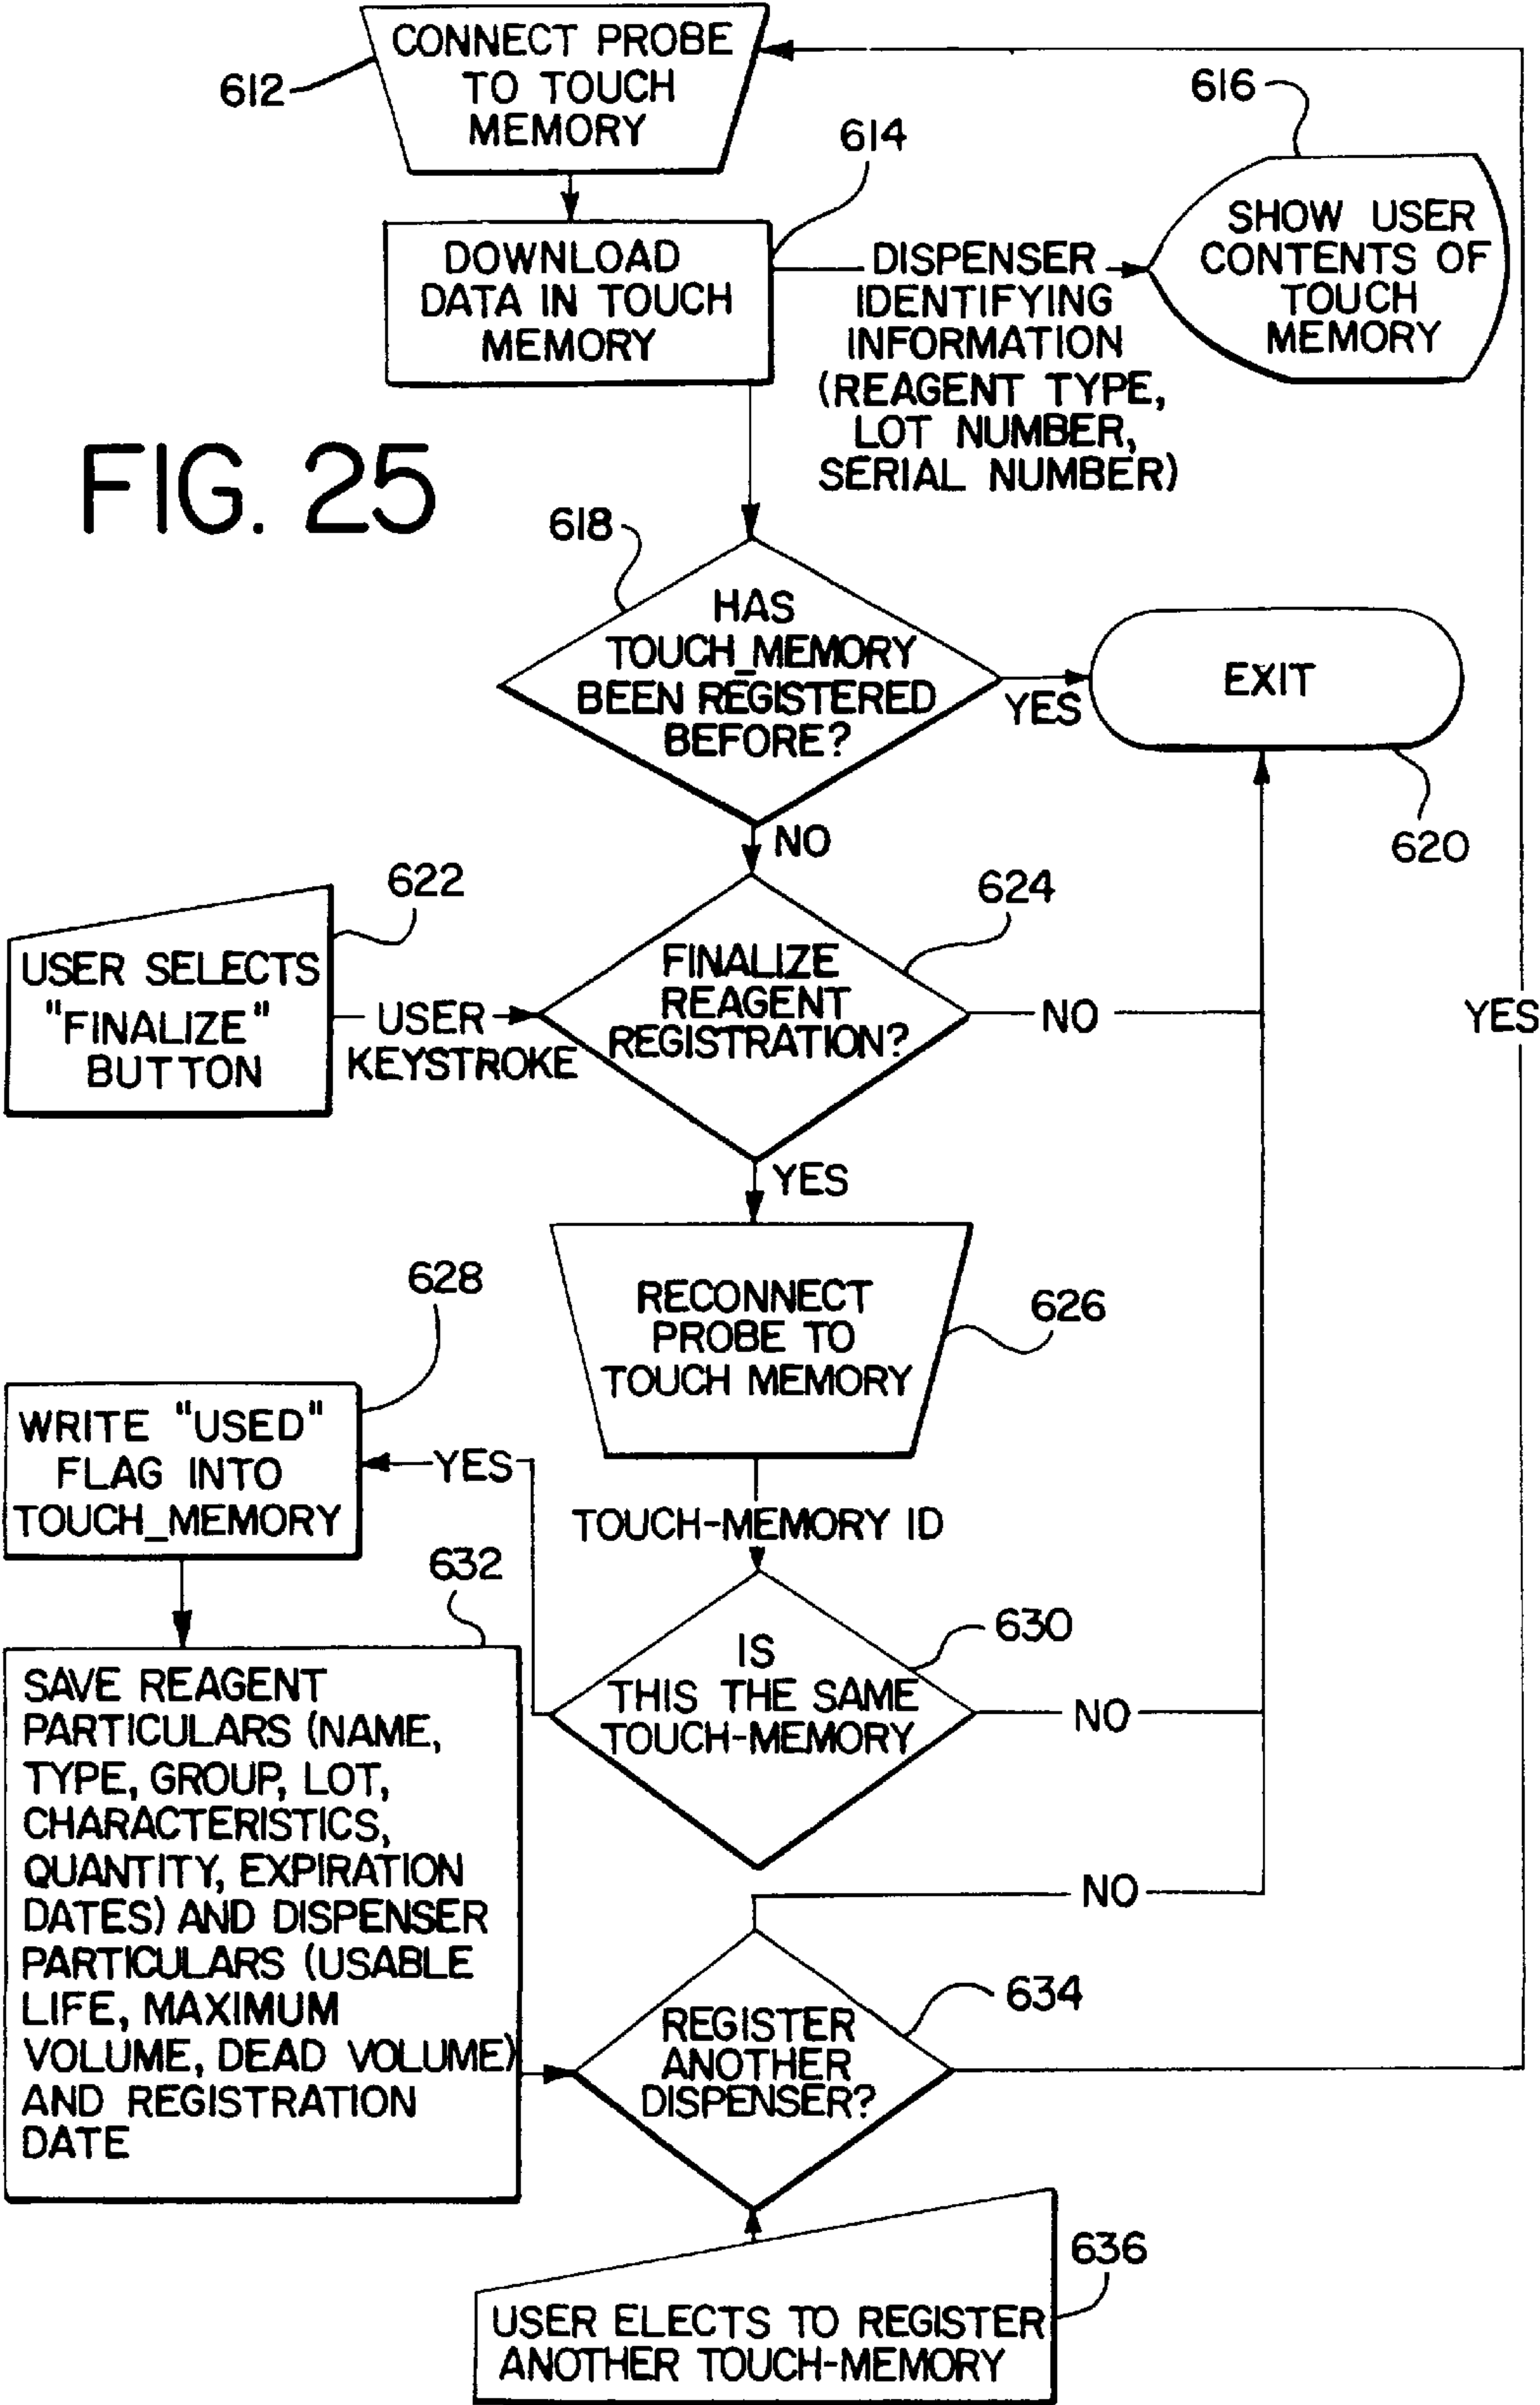 CONNECT PROBE
TO TOUCH
MEMORY
612
614
616
DOWNLOAD
DATA IN TOUCH
MEMORY
DISPENSER
IDENTIFYING
INFORMATION
(REAGENT TYPE,
LOT NUMBER,
SERIAL NUMBER)
SHOW USER
CONTENTS OF
TOUCH
MEMORY
FIG. 25
618
HAS
TOUCH_MEMORY
BEEN REGISTERED
BEFORE?
YES
EXIT
620
NO
622
USER SELECTS
"FINALIZE"
BUTTON
USER
KEYSTROKE
624
FINALIZE
REAGENT
REGISTRATION?
NO
YES
YES
RECONNECT
PROBE TO
TOUCH MEMORY
626
628
WRITE "USED"
FLAG INTO
TOUCH_MEMORY
YES
TOUCH-MEMORY ID
630
IS
THIS THE SAME
TOUCH-MEMORY
NO
632
SAVE REAGENT
PARTICULARS (NAME,
TYPE, GROUP, LOT,
CHARACTERISTICS,
QUANTITY, EXPIRATION
DATES) AND DISPENSER
PARTICULARS (USABLE
LIFE, MAXIMUM
VOLUME, DEAD VOLUME)
AND REGISTRATION
DATE
NO
634
REGISTER
ANOTHER
DISPENSER?
636
USER ELECTS TO REGISTER
ANOTHER TOUCH-MEMORY